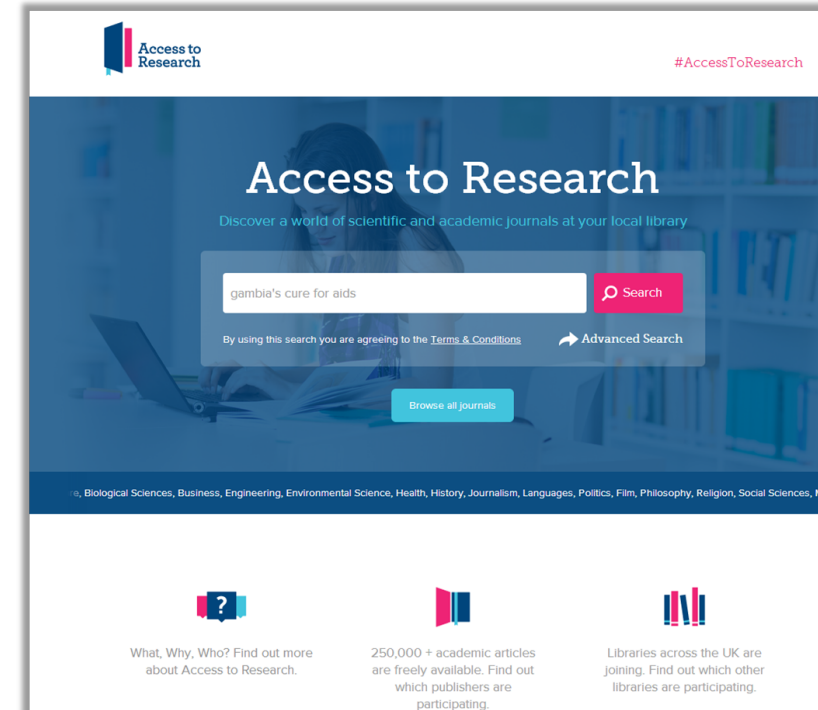 Access to
Research
#AccessToResearch
Access to Research
Discover a world of scientific and academic journals at your local library
gambia's cure for aids
Search
By using this search you are agreeing to the Terms & Conditions
Advanced Search
Browse all journals
Biological Sciences, Business, Engineering, Environmental Science, Health, History, Journalism, Languages, Politics, Film, Philosophy, Religion, Social Sciences,
?
What, Why, Who? Find out more
about Access to Research.
250,000 + academic articles
are freely available. Find out
which publishers are
participating.
Libraries across the UK are
joining. Find out which other
libraries are participating.